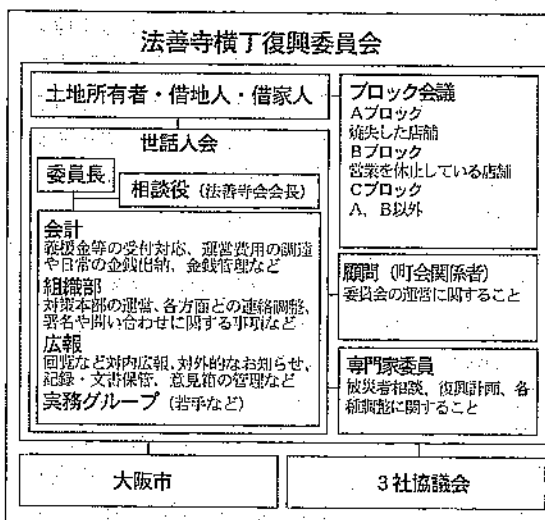 法善寺横丁復興委員会
土地所有者・借地人・借家人
世話人会
委員長
相談役（法善寺会会長）
会計
義援金等の受付対応、運営費用の調達
や日常の金銭出納、金銭管理など
組織部
対策本部の運営、各方面との連絡調整、
署名や問い合わせに関する事項など
広報
回覧など対内広報、対外的なお知らせ、
記録・文書保管、意見箱の管理など
実務グループ（若手など）
ブロック会議
Aブロック
焼失した店舗
Bブロック
営業を休止している店舗
Cブロック
A、B以外
顧問（町会関係者）
委員会の運営に関すること
専門家委員
被災者相談、復興計画、各
種調整に関すること
大阪市
3社協議会